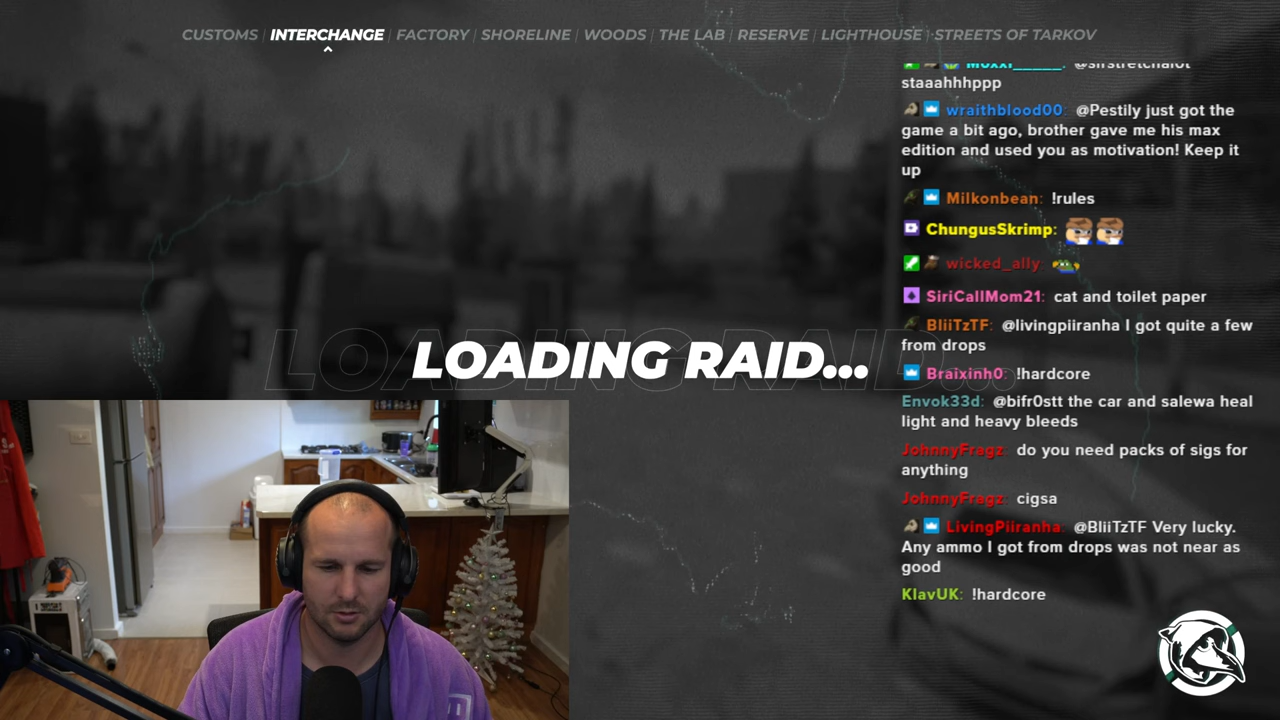 CUSTOMS | INTERCHANGE | FACTORY | SHORELINE | WOODS | THE LAB | RESERVE | LIGHTHOUSE | STREETS OF TARKOV
staaahhhppp
wraithblood00: @Pestily just got the
game a bit ago, brother gave me his max
edition and used you as motivation! Keep it
up
Milkonbean: !rules
ChungusSkrimp:
wicked_ally:
SiriCallMom21: cat and toilet paper
BliiTzTF: @livingpiiranha I got quite a few
from drops
LOADING RAID...
Braixinh0: !hardcore
Envok33d: @bifr0stt the car and salewa heal
light and heavy bleeds
JohnnyFragz: do you need packs of sigs for
anything
JohnnyFragz: cigsa
LivingPiiranha: @BliiTzTF Very lucky.
Any ammo I got from drops was not near as
good
KlavUK: !hardcore